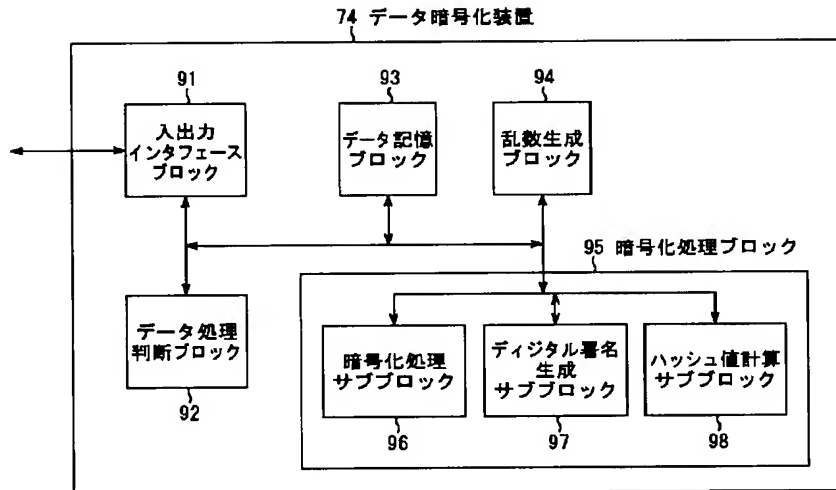 74 データ暗号化装置
91
93
94
入出力
インタフェース
ブロック
データ記憶
ブロック
乱数生成
ブロック
95 暗号化処理ブロック
データ処理
判断ブロック
暗号化処理
サブブロック
ディジタル署名
生成
サブブロック
ハッシュ値計算
サブブロック
92
96
97
98